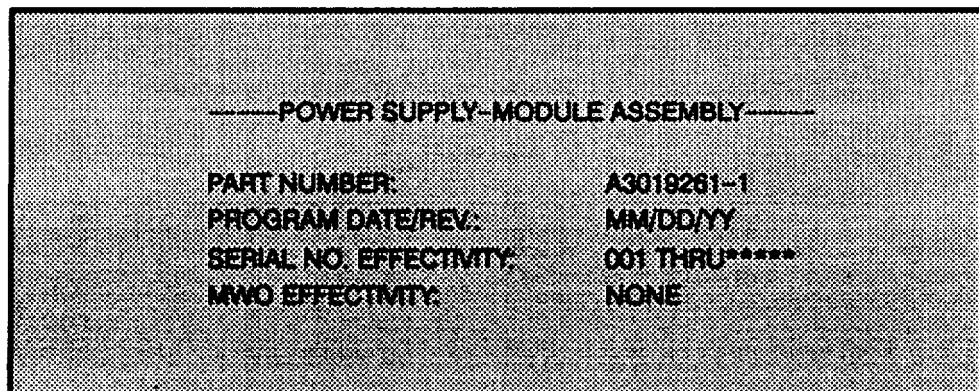 -----POWER SUPPLY-MODULE ASSEMBLY-----
PART NUMBER: A3019261-1
PROGRAM DATE/REV.: MM/DD/YY
SERIAL NO. EFFECTIVITY: 001 THRU*****
MWO EFFECTIVITY: NONE